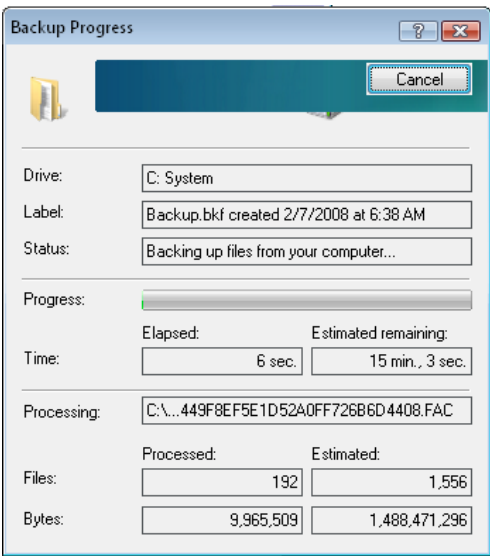 Backup Progress
Cancel
Drive: C: System
Label: Backup.bkf created 2/7/2008 at 6:38 AM
Status: Backing up files from your computer...
Progress:
Elapsed: Estimated remaining:
Time: 6 sec. 15 min., 3 sec.
Processing: C:\...449F8EF5E1D52A0FF726B6D4408.FAC
Processed: Estimated:
Files: 192 1,556
Bytes: 9,965,509 1,488,471,296